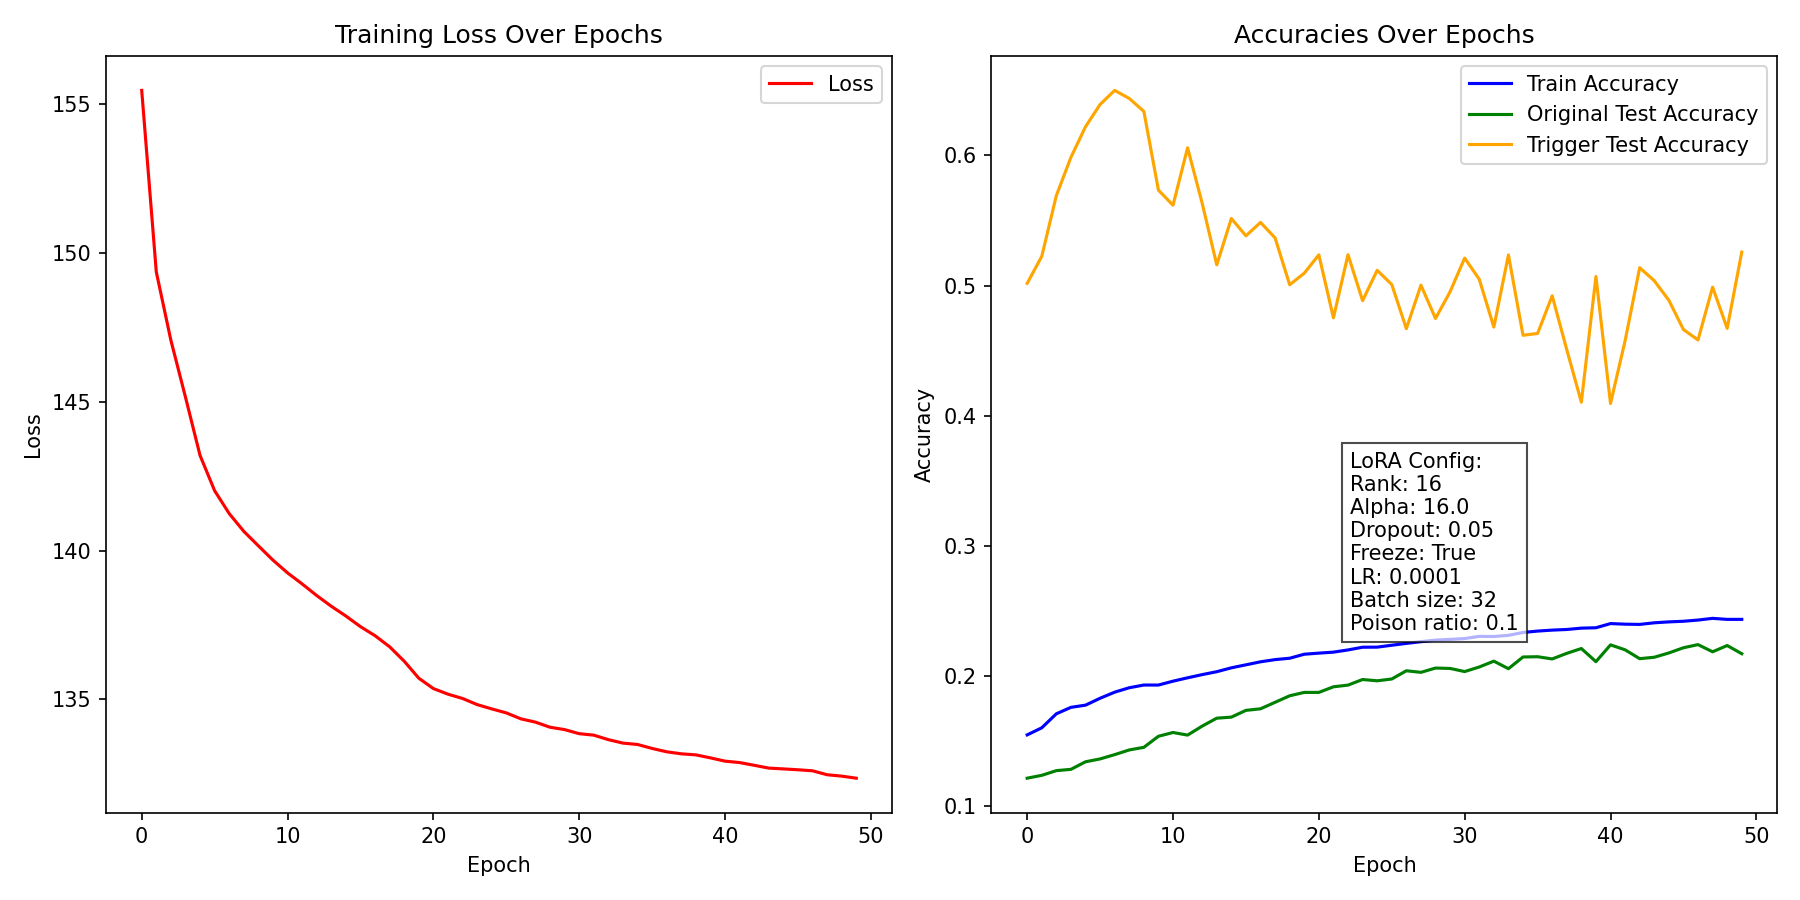 Training Loss Over Epochs
Loss
155
150
145
140
135
Loss
0 10 20 30 40 50
Epoch
Accuracies Over Epochs
Train Accuracy
Original Test Accuracy
Trigger Test Accuracy
0.6
0.5
0.4
0.3
0.2
0.1
Accuracy
LoRA Config:
Rank: 16
Alpha: 16.0
Dropout: 0.05
Freeze: True
LR: 0.0001
Batch size: 32
Poison ratio: 0.1
0 10 20 30 40 50
Epoch